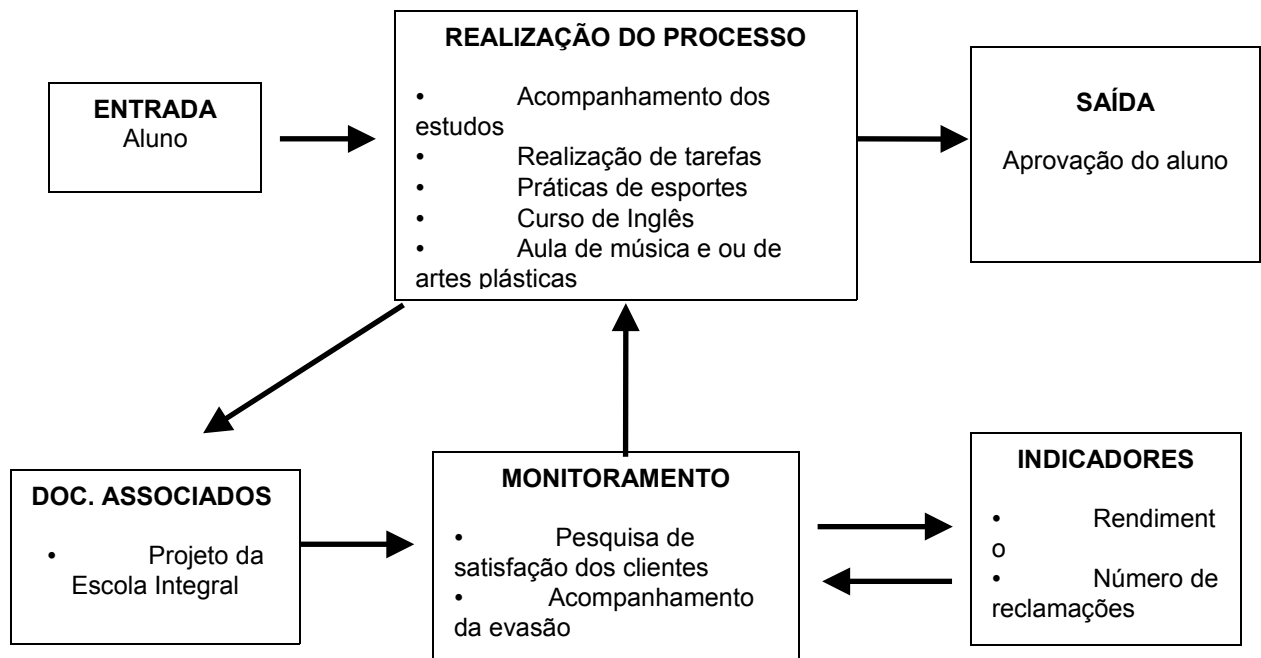 ENTRADA
Aluno
REALIZAÇÃO DO PROCESSO
• Acompanhamento dos
estudos
• Realização de tarefas
• Práticas de esportes
• Curso de Inglês
• Aula de música e ou de
artes plásticas
SAÍDA
Aprovação do aluno
DOC. ASSOCIADOS
• Projeto da
Escola Integral
MONITORAMENTO
• Pesquisa de
satisfação dos clientes
• Acompanhamento
da evasão
INDICADORES
• Rendiment
o
• Número de
reclamações